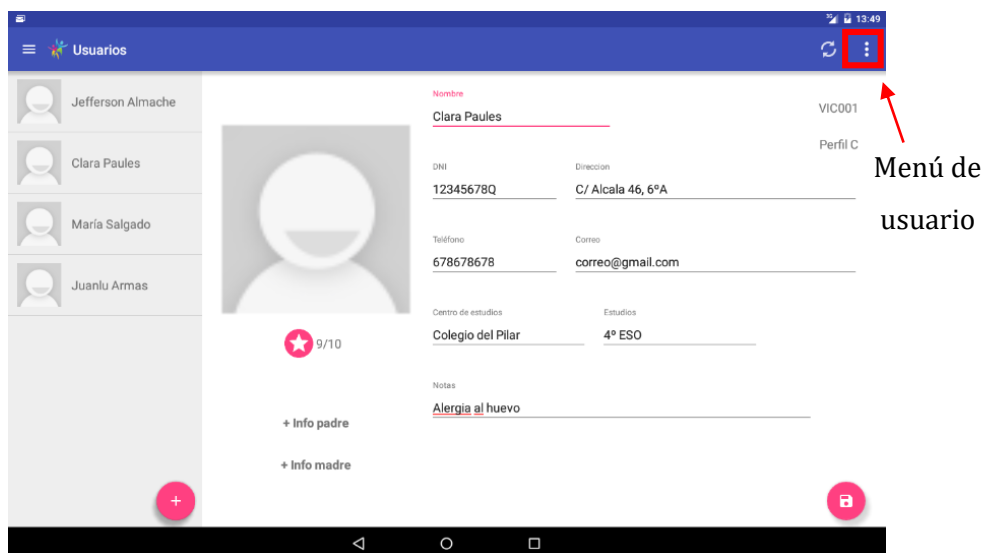 3G 13:49
Usuarios
Jefferson Almache
Clara Paules
María Salgado
Juanlu Armas
+
9/10
+ Info padre
+ Info madre
Nombre
Clara Paules
VIC001
Perfil C
DNI
12345678Q
Direccion
C/ Alcala 46, 6ºA
Teléfono
678678678
Correo
correo@gmail.com
Centro de estudios
Colegio del Pilar
Estudios
4º ESO
Notas
Alergia al huevo
Menú de
usuario